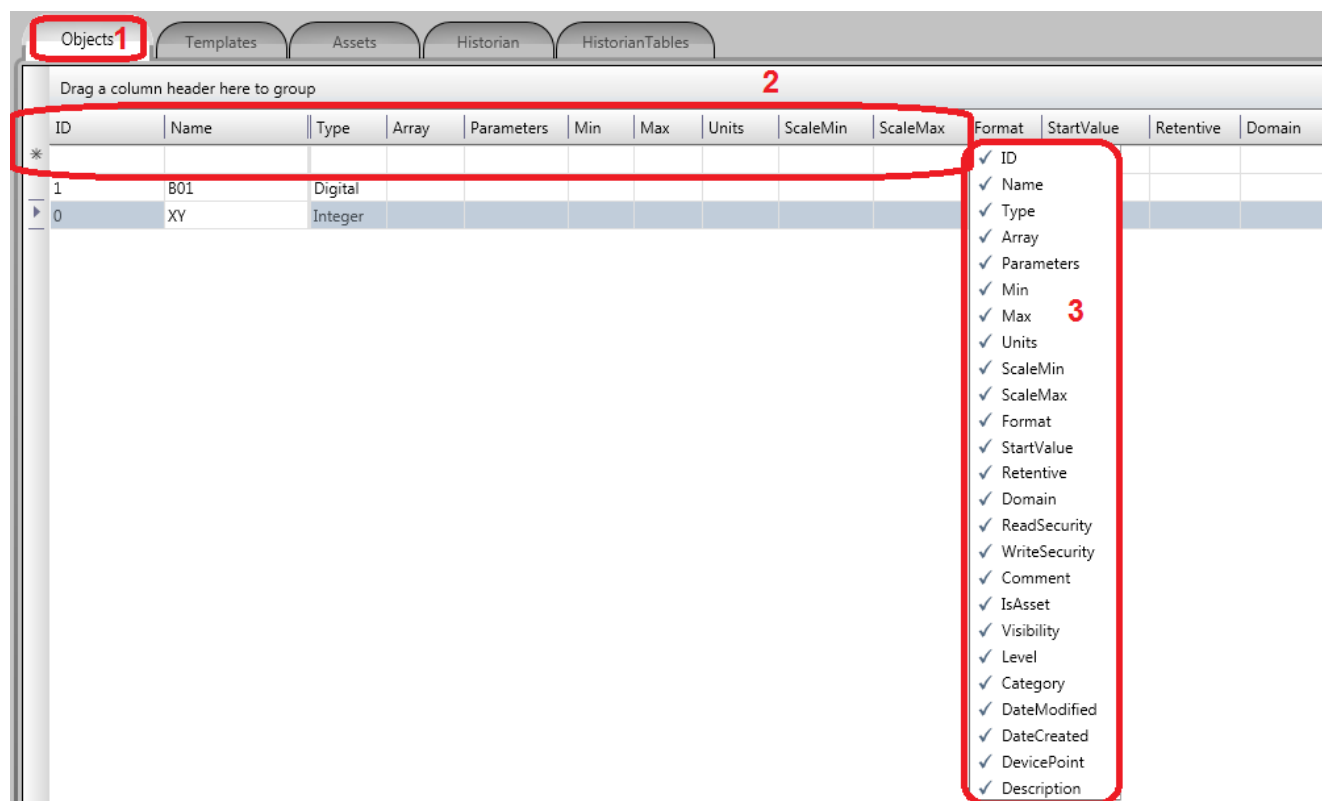 Objects 1 Templates Assets Historian HistorianTables
Drag a column header here to group 2
ID Name Type Array Parameters Min Max Units ScaleMin ScaleMax Format StartValue Retentive Domain
1 B01 Digital
0 XY Integer
✓ ID
✓ Name
✓ Type
✓ Array
✓ Parameters
✓ Min
✓ Max 3
✓ Units
✓ ScaleMin
✓ ScaleMax
✓ Format
✓ StartValue
✓ Retentive
✓ Domain
✓ ReadSecurity
✓ WriteSecurity
✓ Comment
✓ IsAsset
✓ Visibility
✓ Level
✓ Category
✓ DateModified
✓ DateCreated
✓ DevicePoint
✓ Description